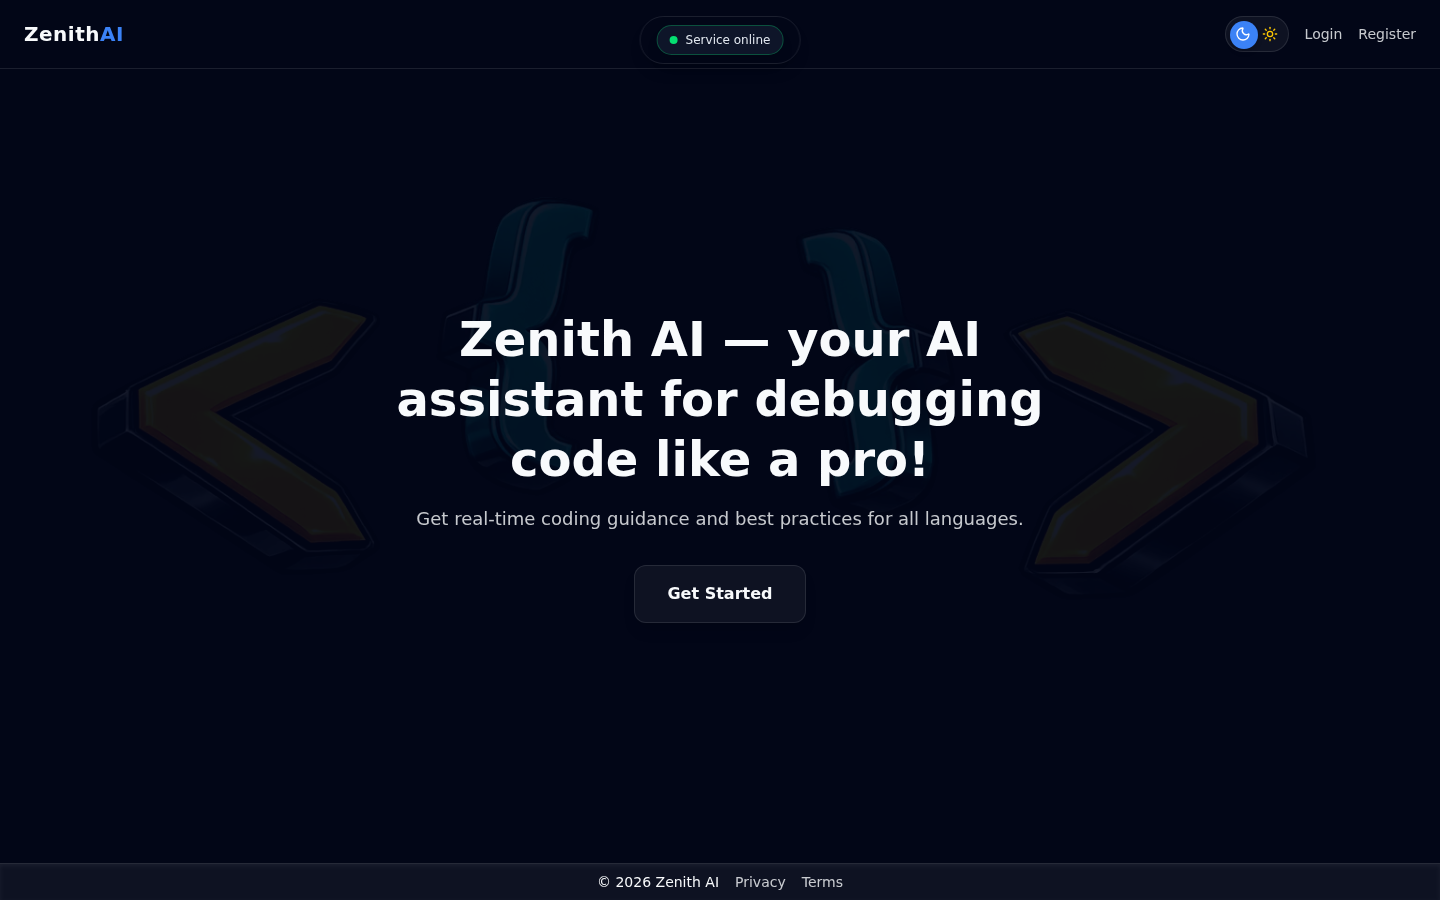 ZenithAI
Service online
Login
Register
Zenith AI — your AI
assistant for debugging
code like a pro!
Get real-time coding guidance and best practices for all languages.
Get Started
© 2026 Zenith AI
Privacy
Terms